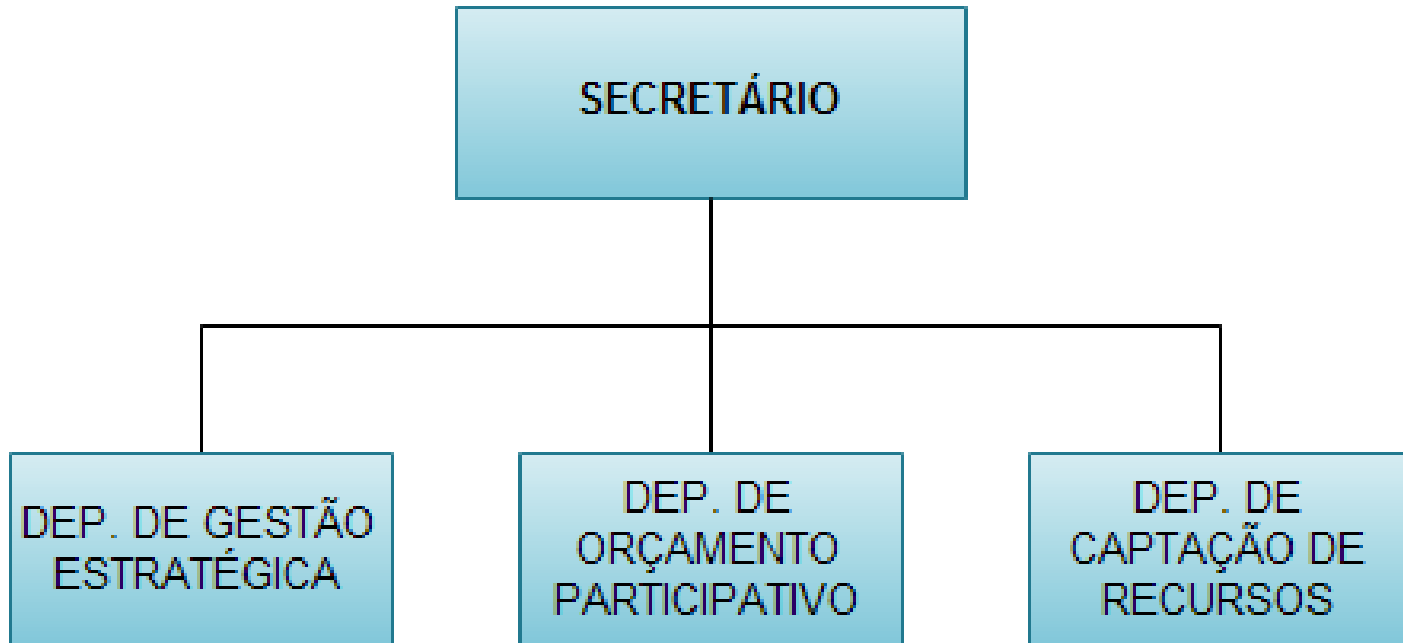 SECRETÁRIO
DEP. DE GESTÃO
ESTRATÉGICA
DEP. DE
ORÇAMENTO
PARTICIPATIVO
DEP. DE
CAPTAÇÃO DE
RECURSOS